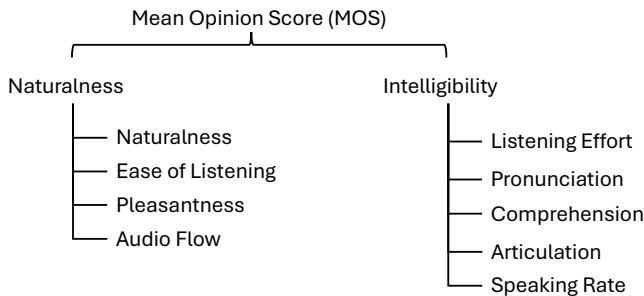 Mean Opinion Score (MOS)
Naturalness
Naturalness
Ease of Listening
Pleasantness
Audio Flow
Intelligibility
Listening Effort
Pronunciation
Comprehension
Articulation
Speaking Rate